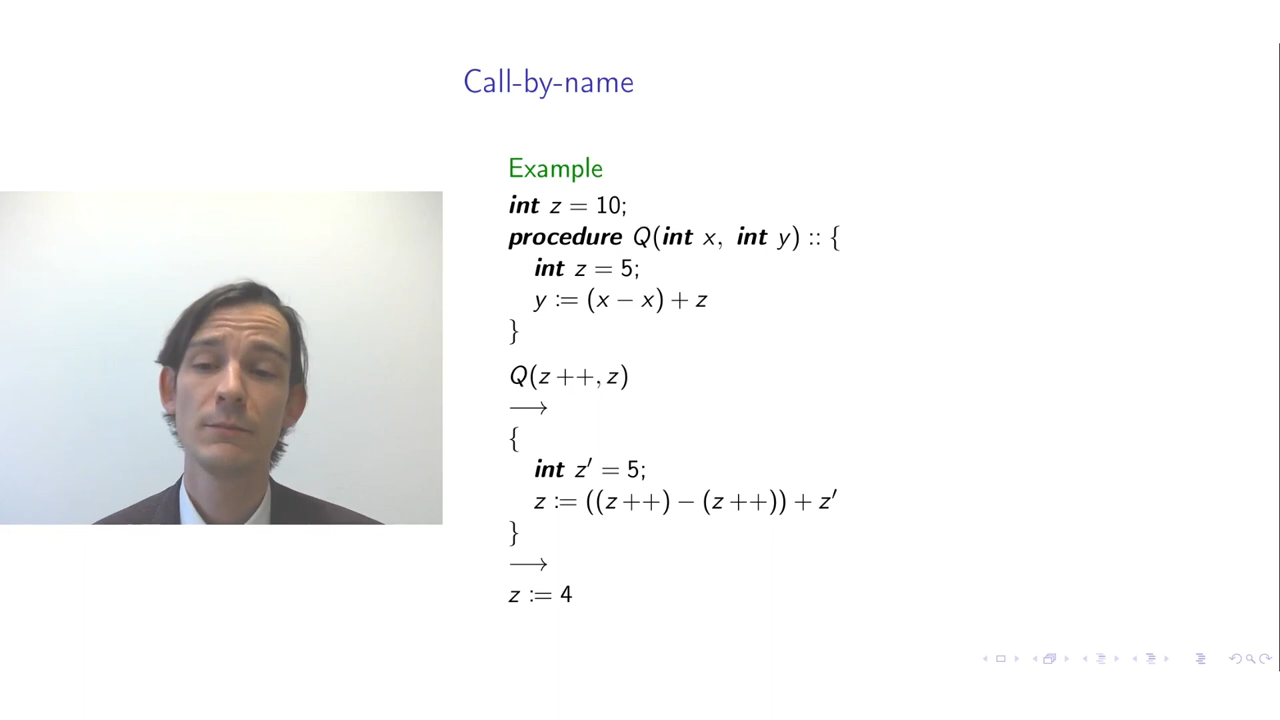 Call-by-name
Example
int z = 10;
procedure Q(int x, int y) :: {
int z = 5;
y := (x − x) + z
}
Q(z ++, z)
⟶
{
int z′ = 5;
z := ((z ++) − (z ++)) + z′
}
⟶
z := 4